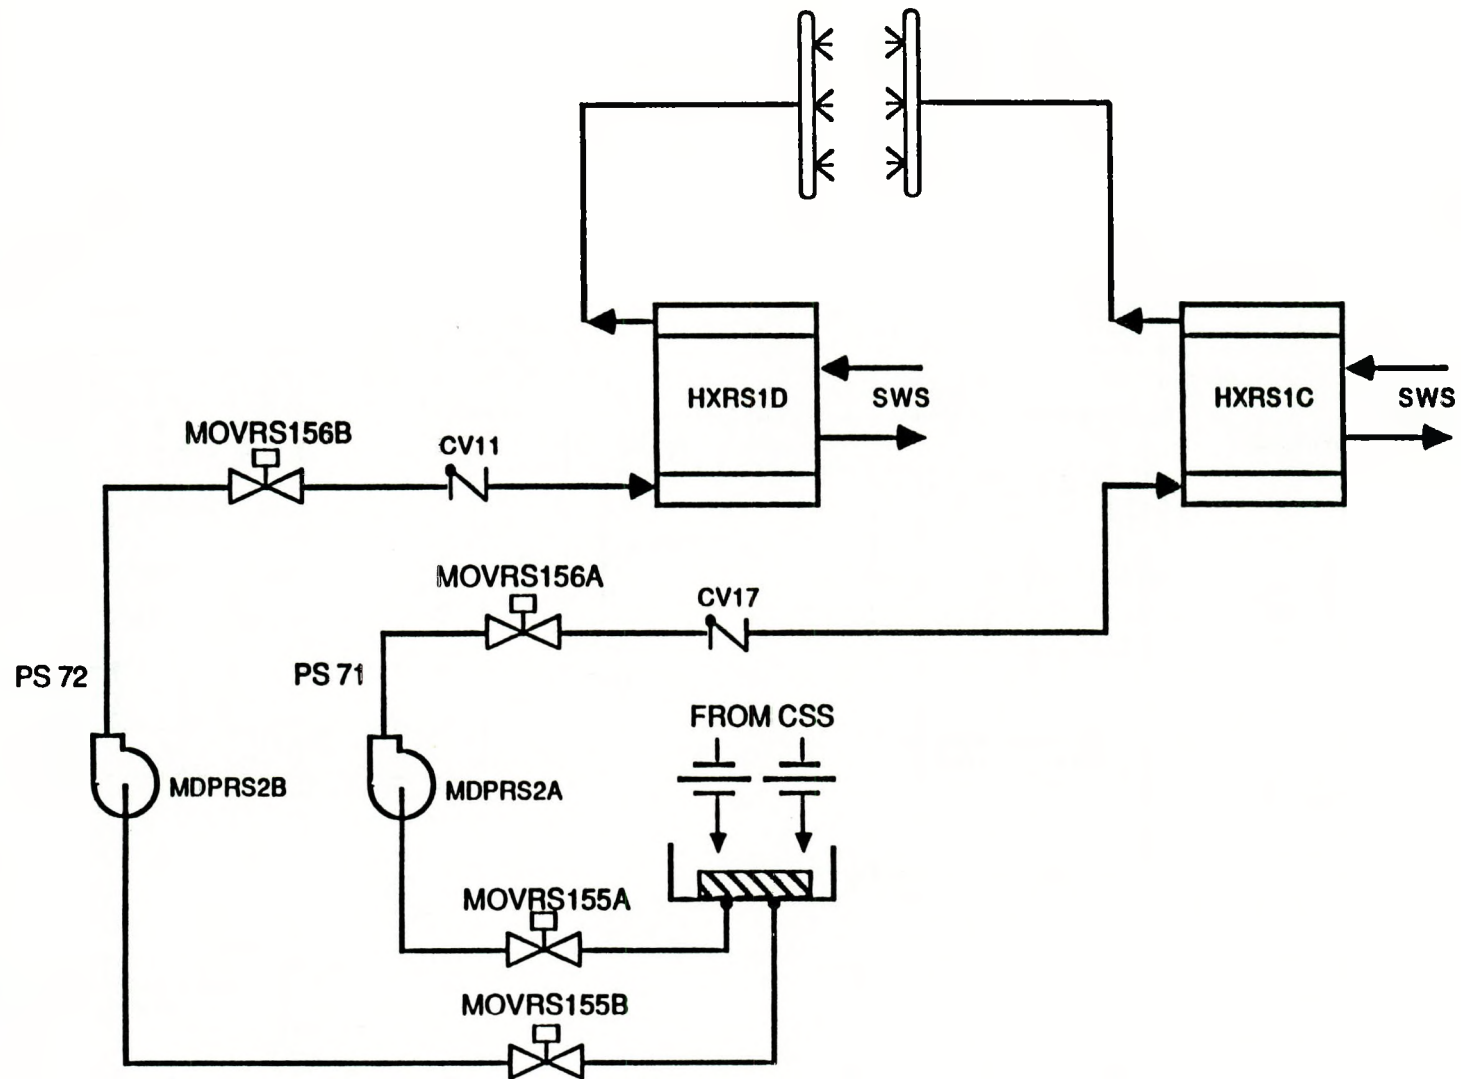 HXRS1D
SWS
HXRS1C
SWS
MOVRS156B
CV11
MOVRS156A
CV17
PS 72
PS 71
FROM CSS
MDPRS2B
MDPRS2A
MOVRS155A
MOVRS155B